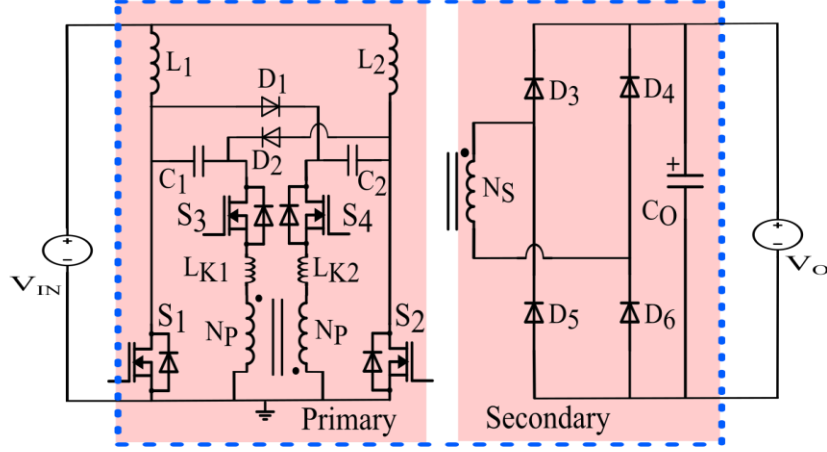 L1
L2
D1
D2
C1
C2
S3
S4
LK1
LK2
VIN
S1
NP
NP
S2
Primary
D3
D4
NS
+
CO
VO
D5
D6
Secondary